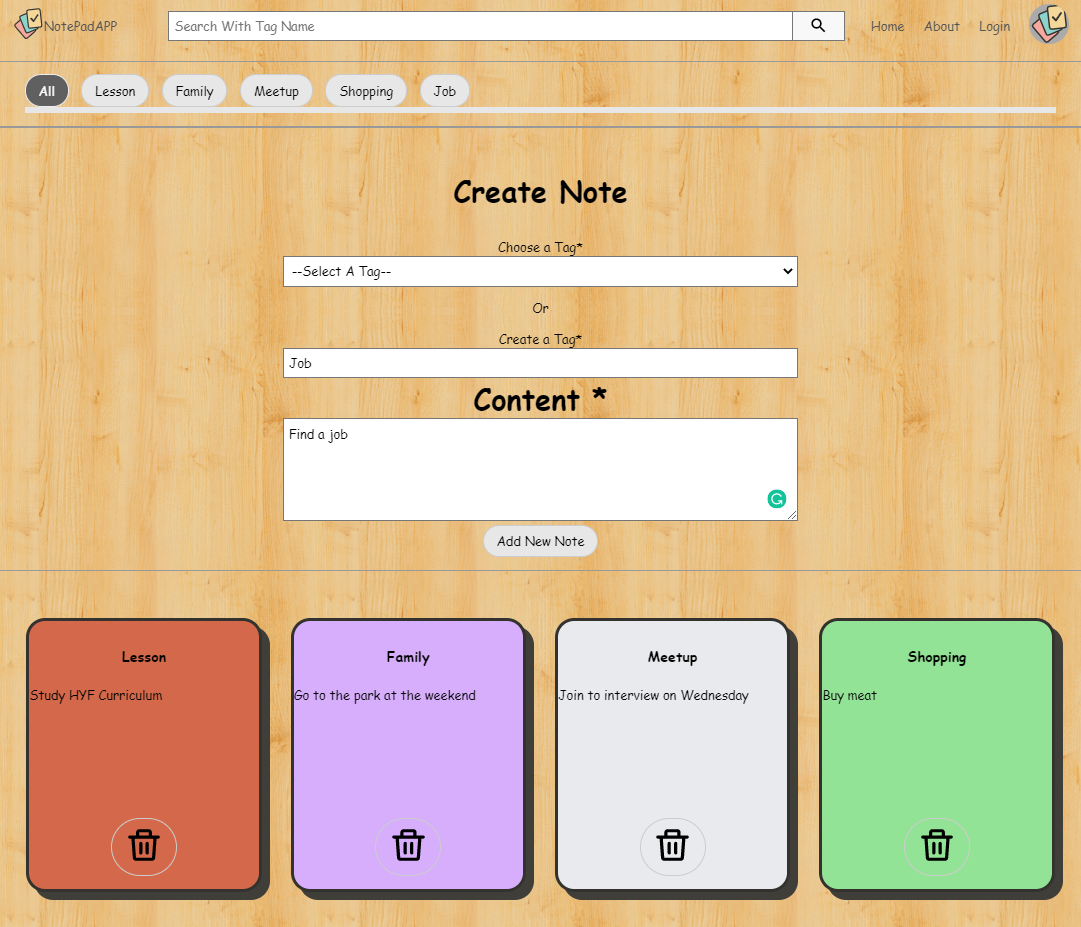 NotePadAPP
Search With Tag Name
Home About Login
All Lesson Family Meetup Shopping Job
Create Note
Choose a Tag*
--Select A Tag--
Or
Create a Tag*
Job
Content *
Find a job
Add New Note
Lesson
Study HYF Curriculum
Family
Go to the park at the weekend
Meetup
Join to interview on Wednesday
Shopping
Buy meat